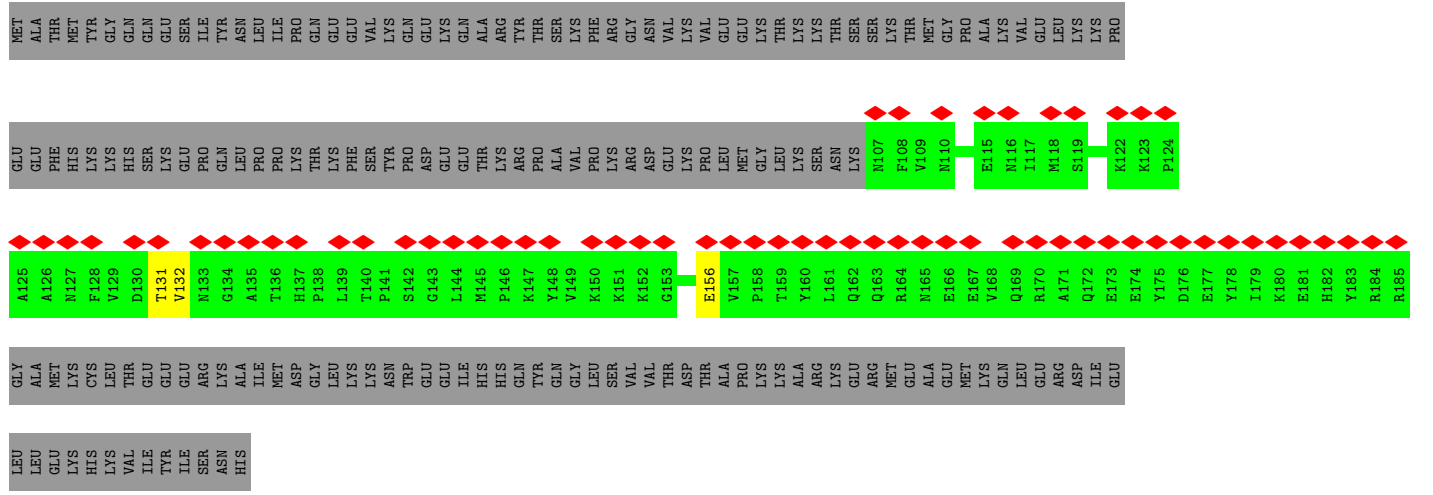 MET ALA THR MET TYR GLY GLN GLN GLU SER ILE TYR ASN LEU ILE PRO GLN GLU GLU VAL LYS GLN GLU LYS GLN ALA ARG TYR THR SER LYS PHE ARG GLY ASN VAL LYS VAL GLU GLU LYS THR LYS LYS THR SER SER LYS THR MET GLY PRO ALA LYS VAL GLU LEU LYS LYS PRO
GLU GLU PHE HIS LYS LYS HIS SER LYS GLU PRO GLN LEU PRO PRO LYS THR LYS PHE SER TYR PRO ASP GLU GLU THR LYS ARG PRO ALA VAL PRO LYS ARG ASP GLU LYS PRO LEU MET GLY LEU LYS SER ASN LYS N107 F108 V109 N110 E115 N116 I117 M118 S119 K122 K123 P124
A125 A126 N127 F128 V129 D130 T131 V132 N133 G134 A135 T136 H137 P138 L139 T140 P141 S142 G143 L144 M145 P146 K147 Y148 V149 K150 K151 K152 G153 E156 V157 P158 T159 Y160 L161 Q162 Q163 R164 N165 E166 E167 V168 Q169 R170 A171 Q172 E173 E174 Y175 D176 E177 Y178 I179 K180 E181 H182 Y183 R184 R185
GLY ALA MET LYS CYS LEU THR GLU GLU GLU ARG LYS ALA ILE MET ASP GLY LEU LYS LYS ASN TRP GLU GLU ILE HIS HIS GLN TYR GLN GLY LEU SER VAL VAL THR ASP THR ALA PRO LYS LYS ALA ARG LYS GLU ARG MET GLU ALA GLU MET LYS GLN LEU GLU ARG ASP ILE GLU
LEU LEU GLU LYS HIS LYS VAL ILE TYR ILE SER ASN HIS